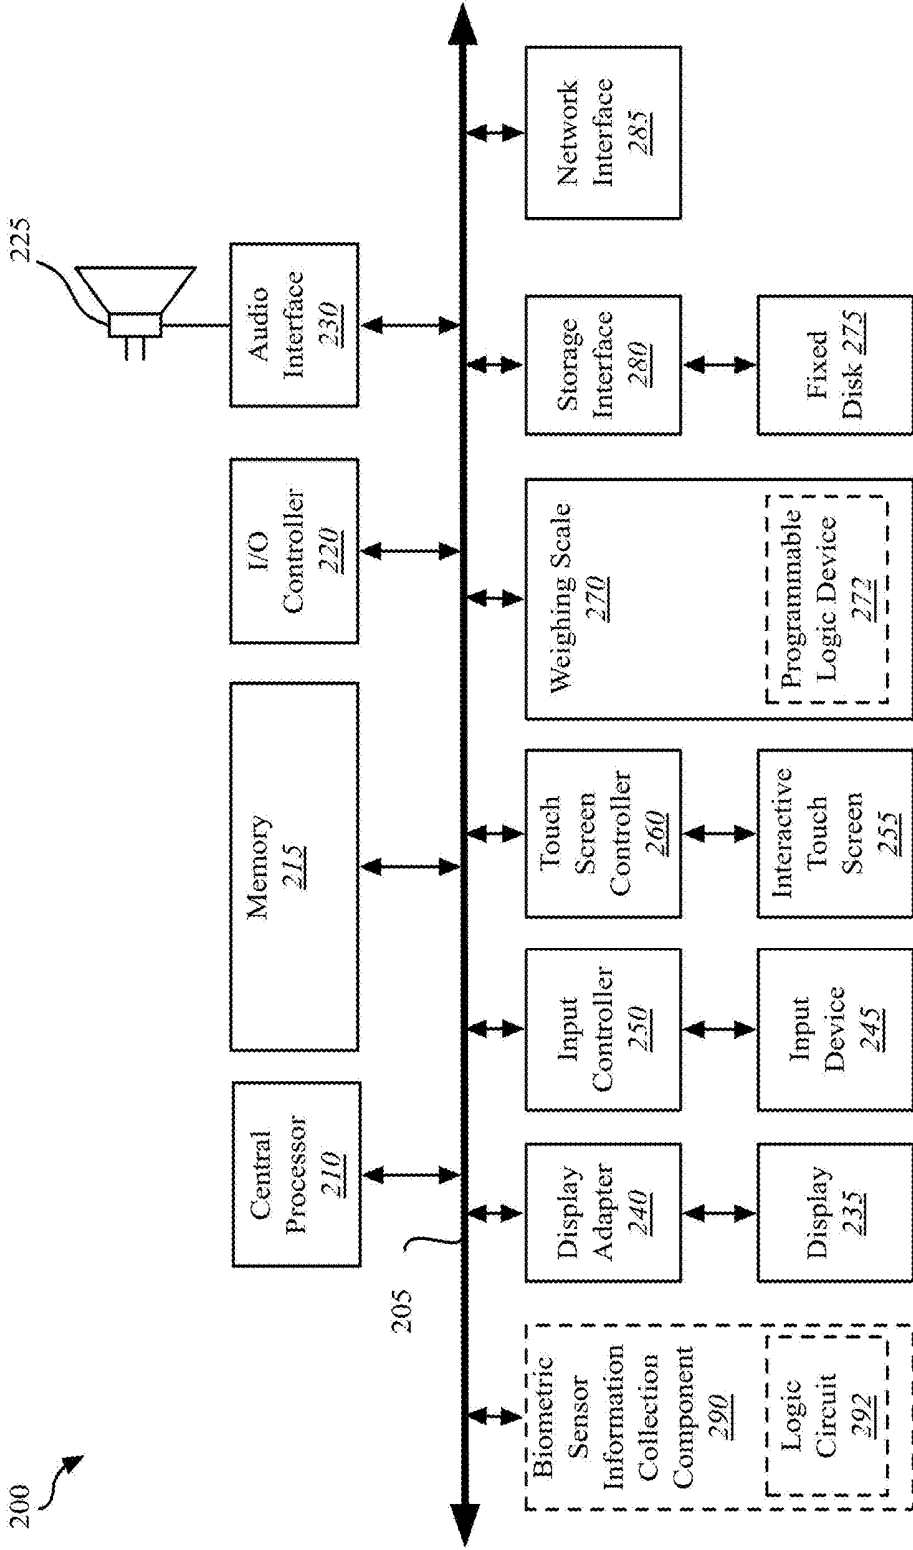 200
225
Central
Processor
210
Memory
215
I/O
Controller
220
Audio
Interface
230
205
Biometric
Sensor
Information
Collection
Component
290
Logic
Circuit
292
Display
Adapter
240
Display
235
Input
Controller
250
Input
Device
245
Touch
Screen
Controller
260
Interactive
Touch
Screen
255
Weighing Scale
270
Programmable
Logic Device
272
Storage
Interface
280
Fixed
Disk 275
Network
Interface
285